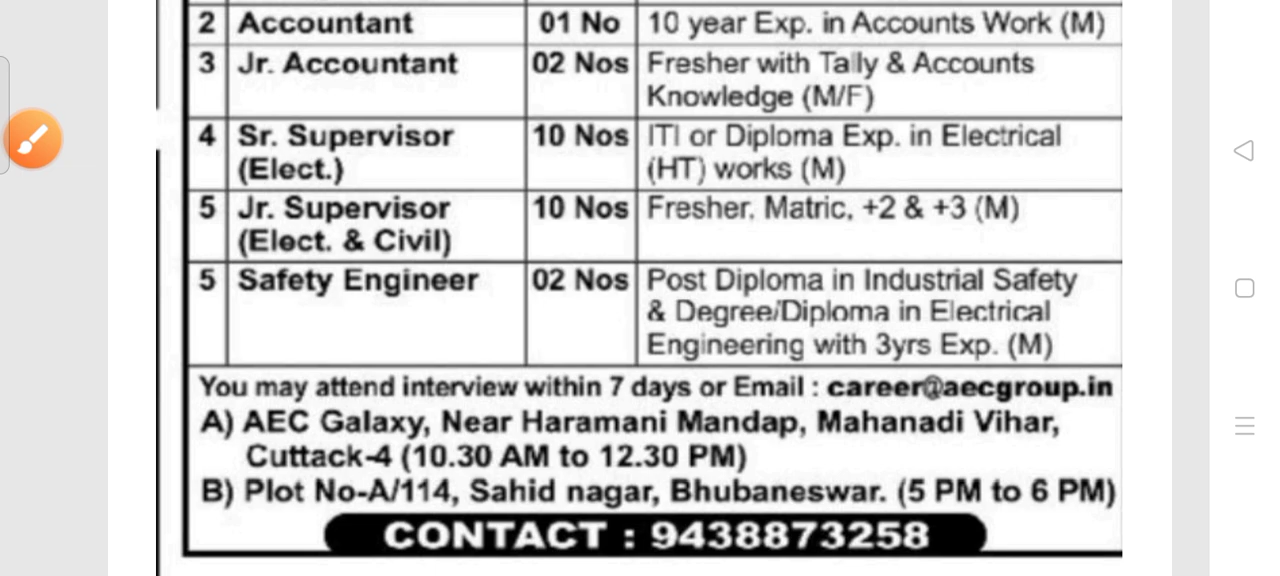 2 Accountant 01 No 10 year Exp. in Accounts Work (M)
3 Jr. Accountant 02 Nos Fresher with Tally & Accounts
Knowledge (M/F)
4 Sr. Supervisor 10 Nos ITI or Diploma Exp. in Electrical
(Elect.) (HT) works (M)
5 Jr. Supervisor 10 Nos Fresher, Matric, +2 & +3 (M)
(Elect. & Civil)
5 Safety Engineer 02 Nos Post Diploma in Industrial Safety
& Degree/Diploma in Electrical
Engineering with 3yrs Exp. (M)
You may attend interview within 7 days or Email : career@aecgroup.in
A) AEC Galaxy, Near Haramani Mandap, Mahanadi Vihar,
Cuttack-4 (10.30 AM to 12.30 PM)
B) Plot No-A/114, Sahid nagar, Bhubaneswar. (5 PM to 6 PM)
CONTACT : 9438873258